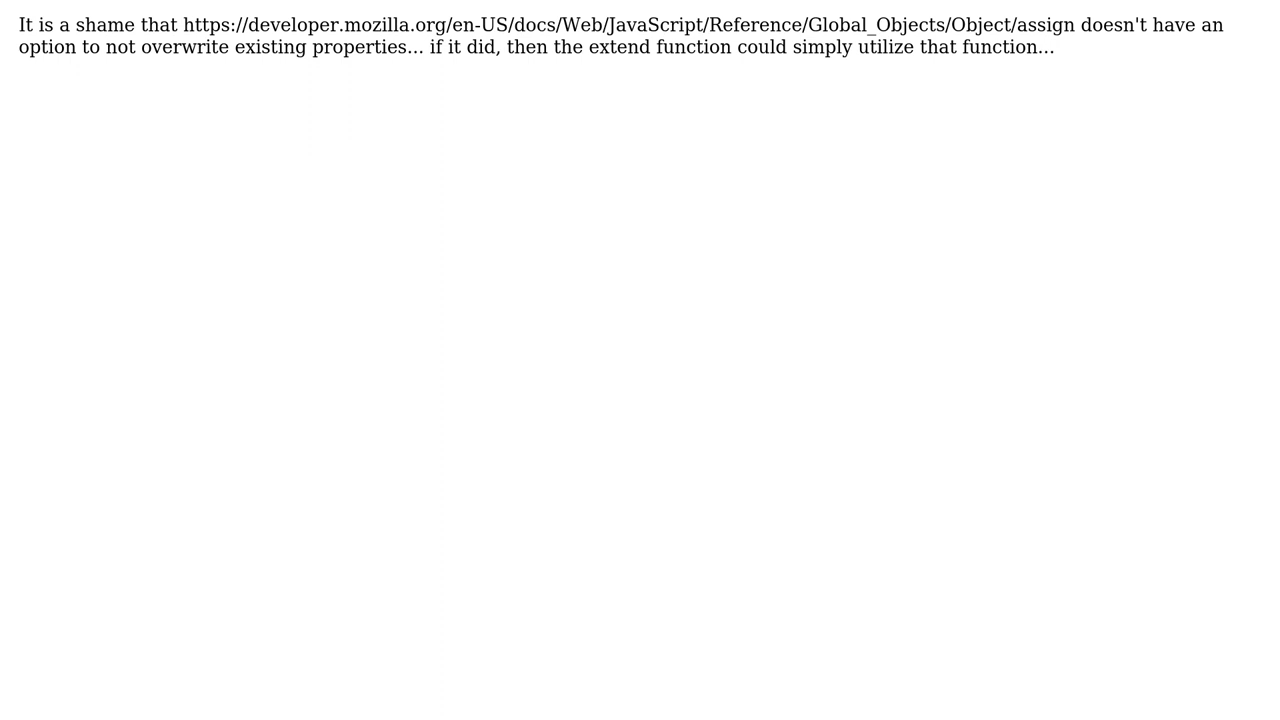 It is a shame that https://developer.mozilla.org/en-US/docs/Web/JavaScript/Reference/Global_Objects/Object/assign doesn't have an
option to not overwrite existing properties... if it did, then the extend function could simply utilize that function...